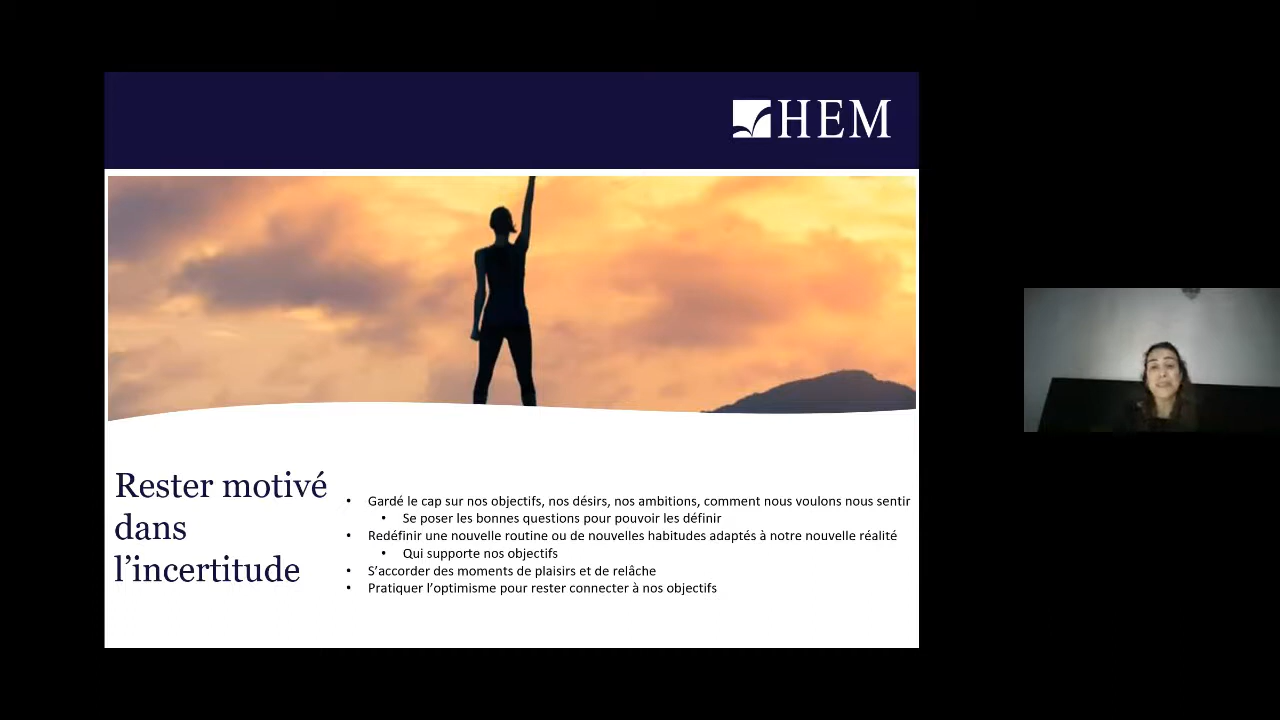 HEM
Rester motivé
dans
l’incertitude
• Gardé le cap sur nos objectifs, nos désirs, nos ambitions, comment nous voulons nous sentir
• Se poser les bonnes questions pour pouvoir les définir
• Redéfinir une nouvelle routine ou de nouvelles habitudes adaptés à notre nouvelle réalité
• Qui supporte nos objectifs
• S’accorder des moments de plaisirs et de relâche
• Pratiquer l’optimisme pour rester connecter à nos objectifs